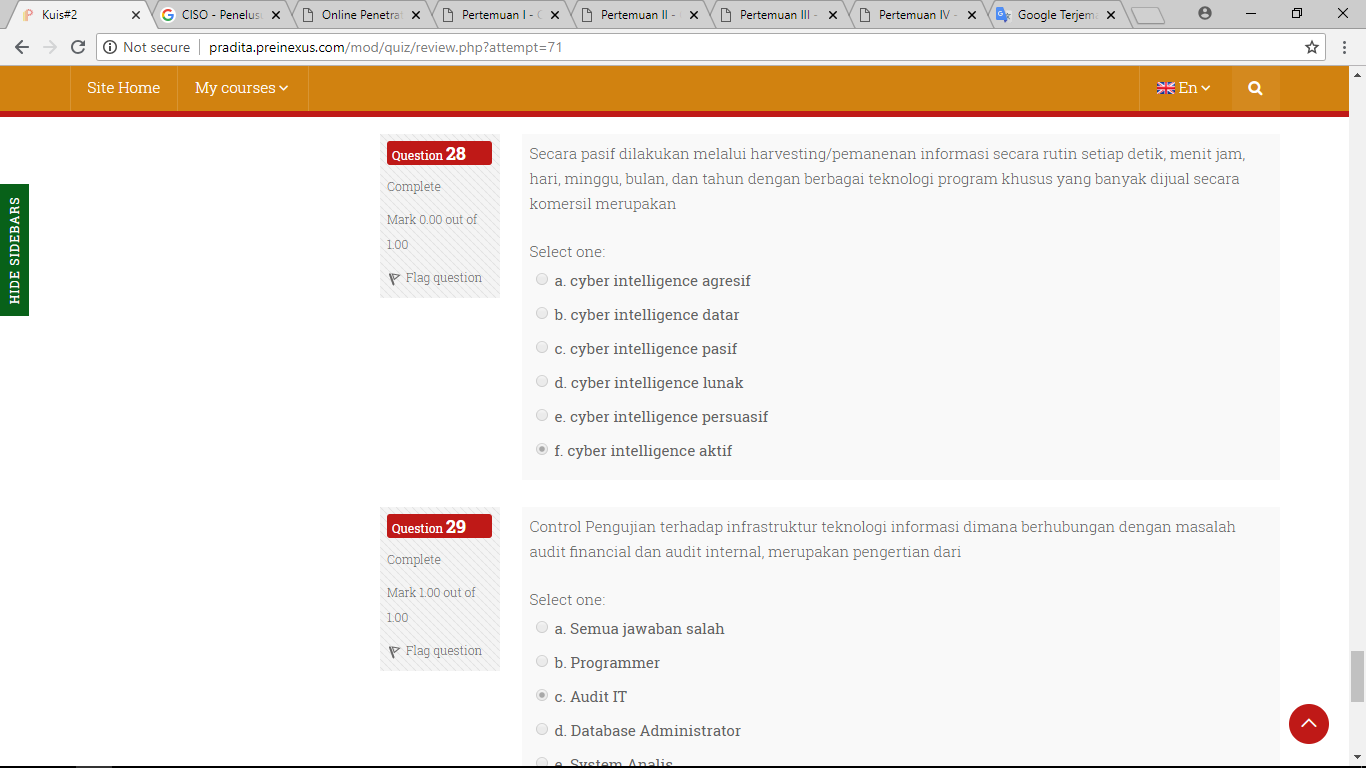 Kuis#2
CISO - Penelus
Online Penetra
Pertemuan I -
Pertemuan II -
Pertemuan III -
Pertemuan IV -
Google Terjem
Not secure
pradita.preinexus.com/mod/quiz/review.php?attempt=71
Site Home
My courses
En
HIDE SIDEBARS
Question 28
Complete
Mark 0.00 out of
1.00
Flag question
Secara pasif dilakukan melalui harvesting/pemanenan informasi secara rutin setiap detik, menit jam,
hari, minggu, bulan, dan tahun dengan berbagai teknologi program khusus yang banyak dijual secara
komersil merupakan
Select one:
a. cyber intelligence agresif
b. cyber intelligence datar
c. cyber intelligence pasif
d. cyber intelligence lunak
e. cyber intelligence persuasif
f. cyber intelligence aktif
Question 29
Complete
Mark 1.00 out of
1.00
Flag question
Control Pengujian terhadap infrastruktur teknologi informasi dimana berhubungan dengan masalah
audit financial dan audit internal, merupakan pengertian dari
Select one:
a. Semua jawaban salah
b. Programmer
c. Audit IT
d. Database Administrator
e. System Analis